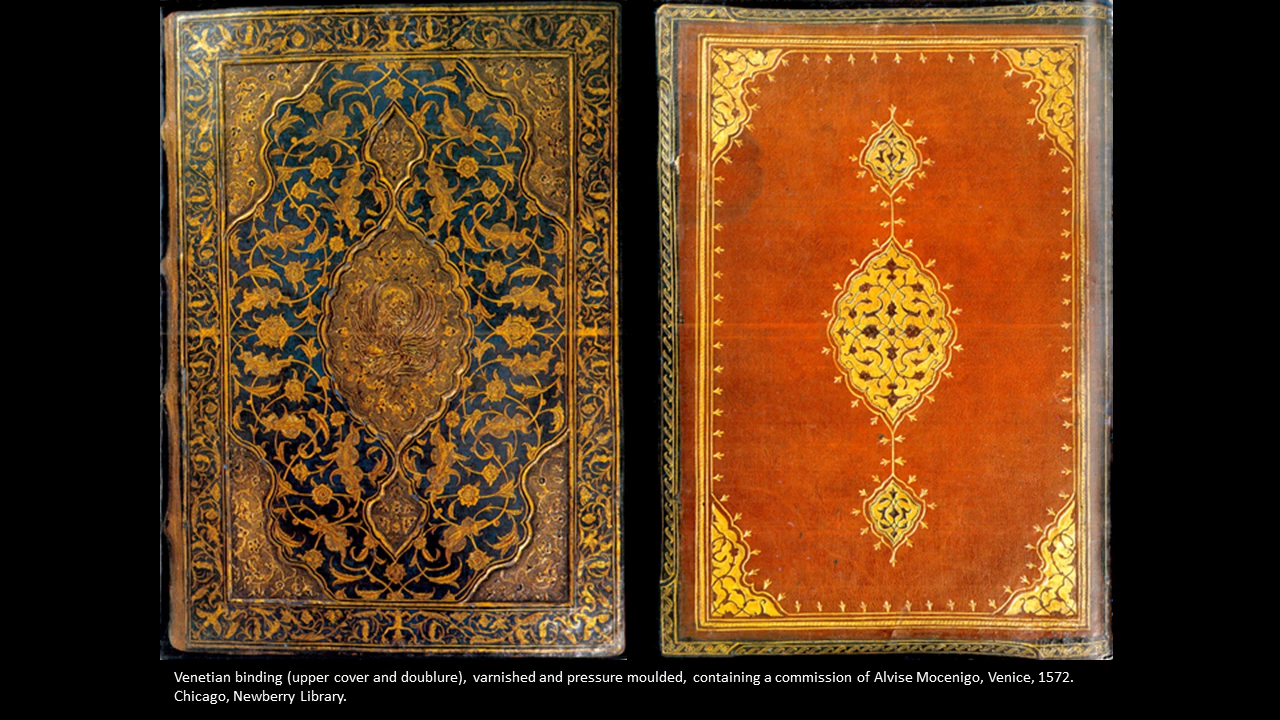 Venetian binding (upper cover and doublure), varnished and pressure moulded, containing a commission of Alvise Mocenigo, Venice, 1572.
Chicago, Newberry Library.